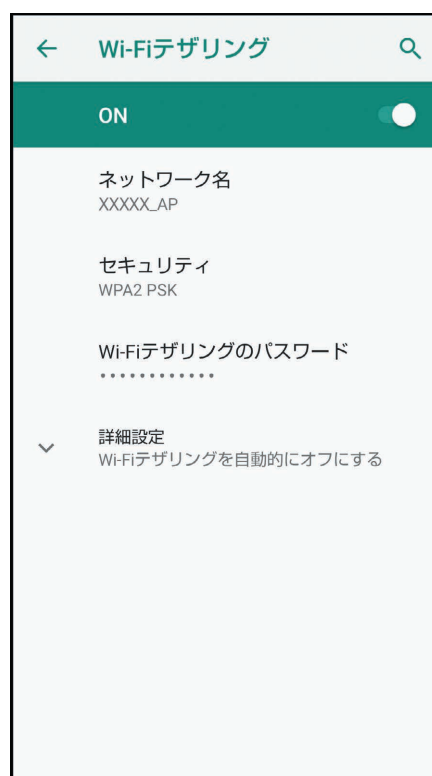 Wi-Fiテザリング
ON
ネットワーク名
XXXXX_AP
セキュリティ
WPA2 PSK
Wi-Fiテザリングのパスワード
••••••••••••
詳細設定
Wi-Fiテザリングを自動的にオフにする